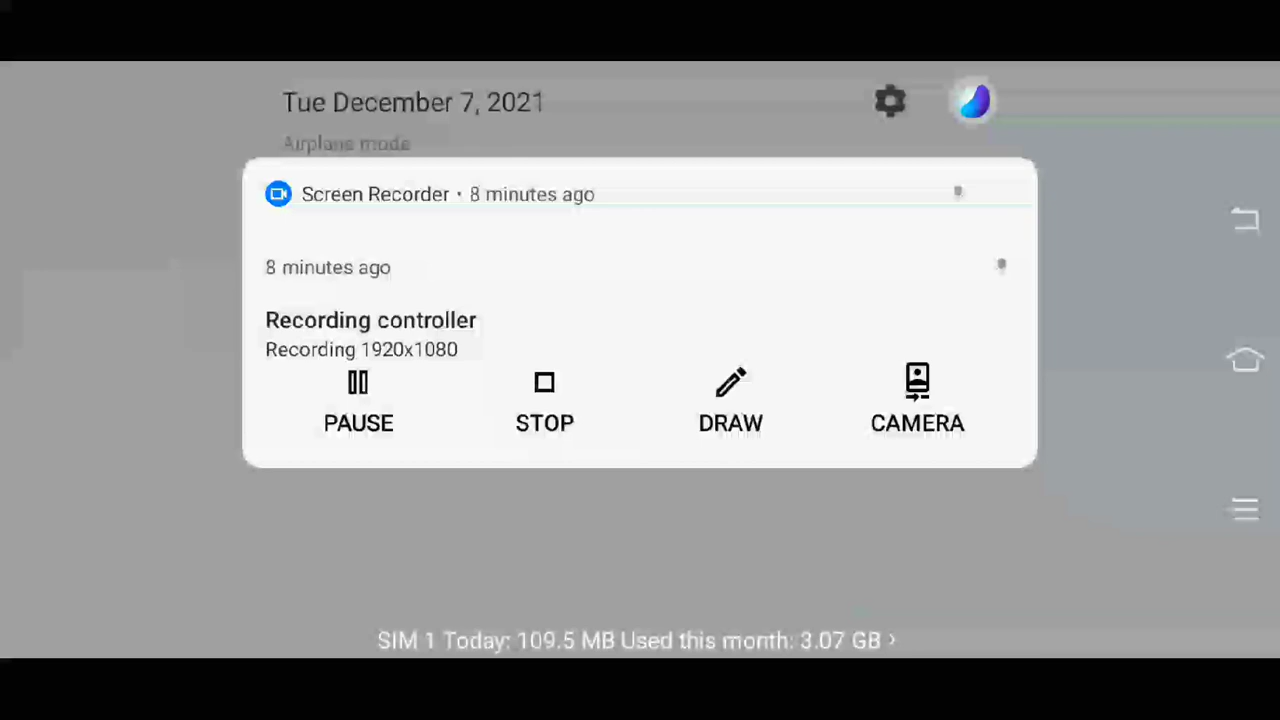 Tue December 7, 2021
Airplane mode
Screen Recorder · 8 minutes ago
8 minutes ago
Recording controller
Recording 1920x1080
PAUSE STOP DRAW CAMERA
SIM 1 Today: 109.5 MB Used this month: 3.07 GB ›